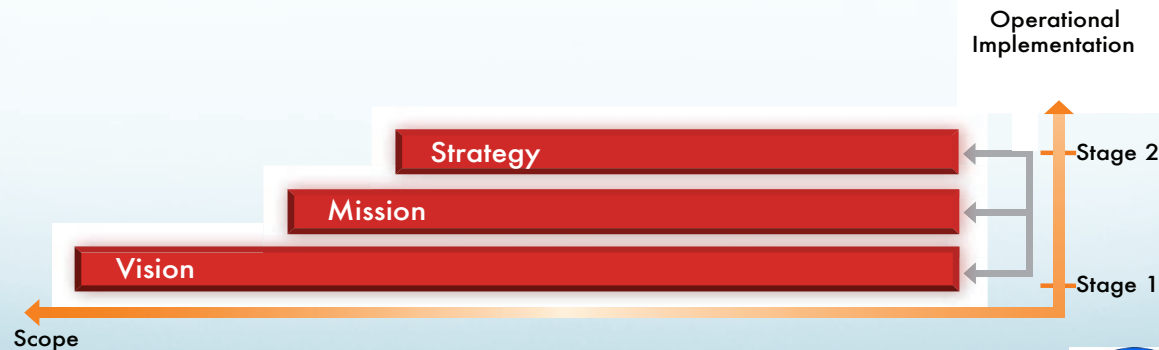 Operational
Implementation
Strategy
Stage 2
Mission
Vision
Stage 1
Scope